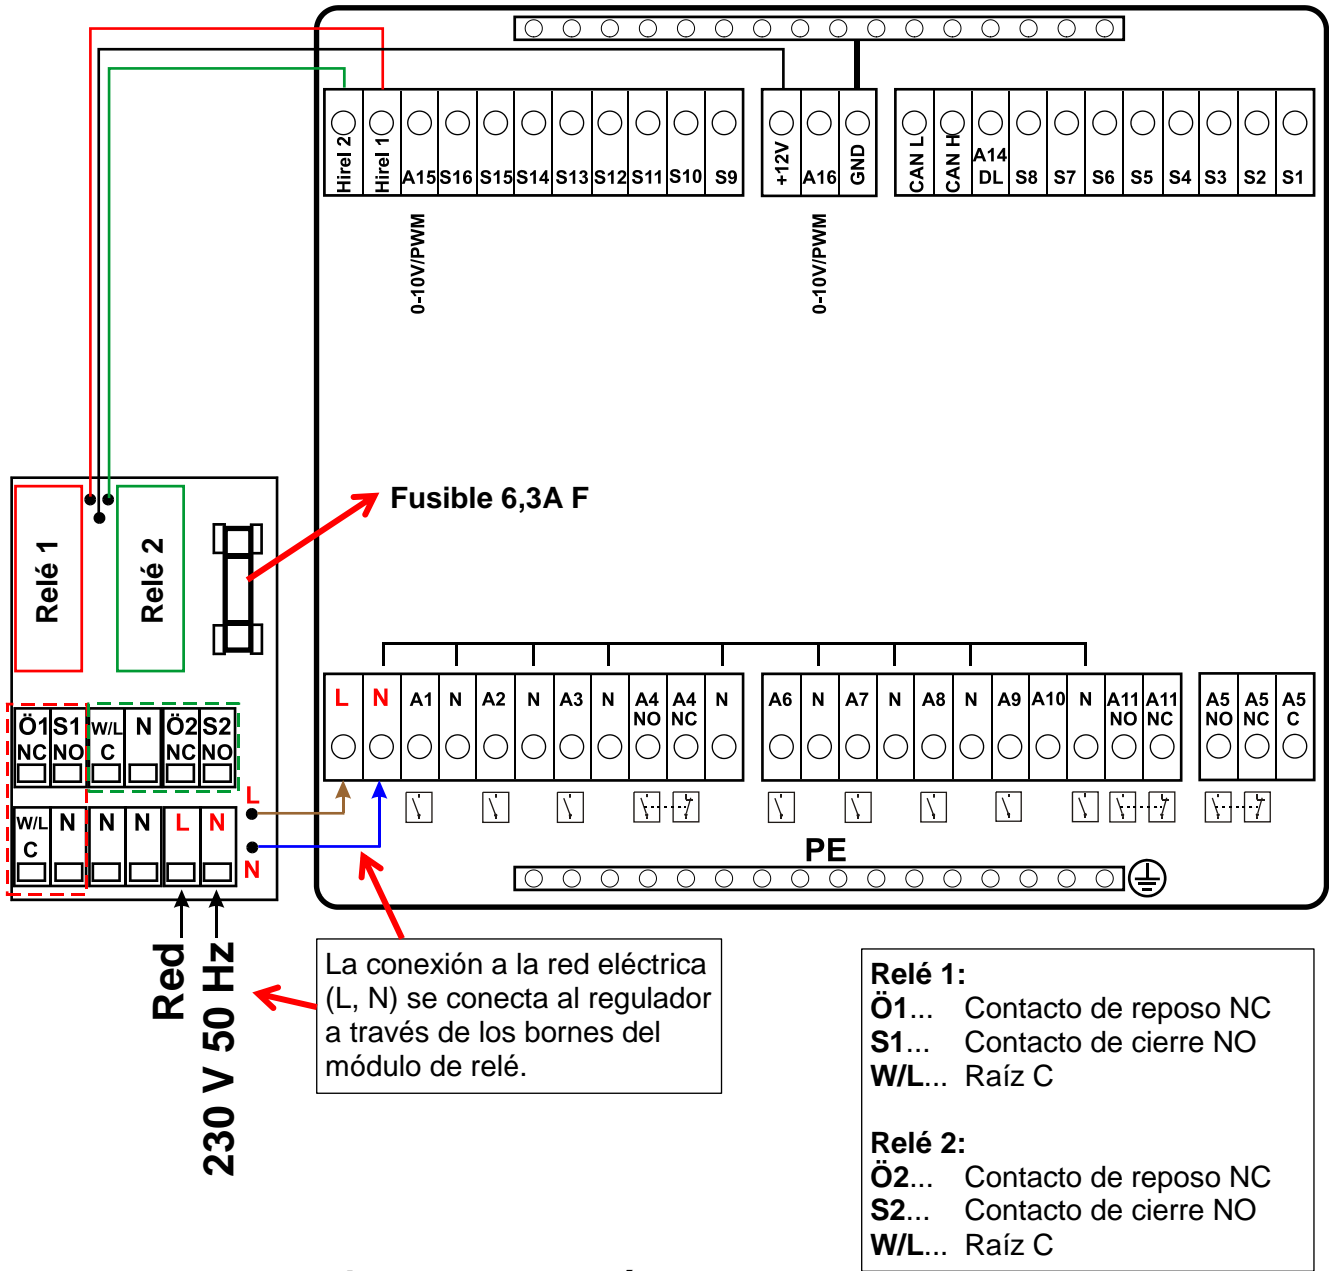 Hirel 2 Hirel 1 A15 S16 S15 S14 S13 S12 S11 S10 S9
+12V A16 GND
CAN L CAN H A14 DL S8 S7 S6 S5 S4 S3 S2 S1
0-10V/PWM
0-10V/PWM
Fusible 6,3A F
Relé 1
Relé 2
L N A1 N A2 N A3 N A4 NO A4 NC N
A6 N A7 N A8 N A9 A10 N A11 NO A11 NC
A5 NO A5 NC A5 C
Ö1 NC S1 NO W/L C N Ö2 NC S2 NO
W/L C N N N L N
L
N
PE
Red
230 V 50 Hz
La conexión a la red eléctrica
(L, N) se conecta al regulador
a través de los bornes del
módulo de relé.
Relé 1:
Ö1... Contacto de reposo NC
S1... Contacto de cierre NO
W/L... Raíz C
Relé 2:
Ö2... Contacto de reposo NC
S2... Contacto de cierre NO
W/L... Raíz C